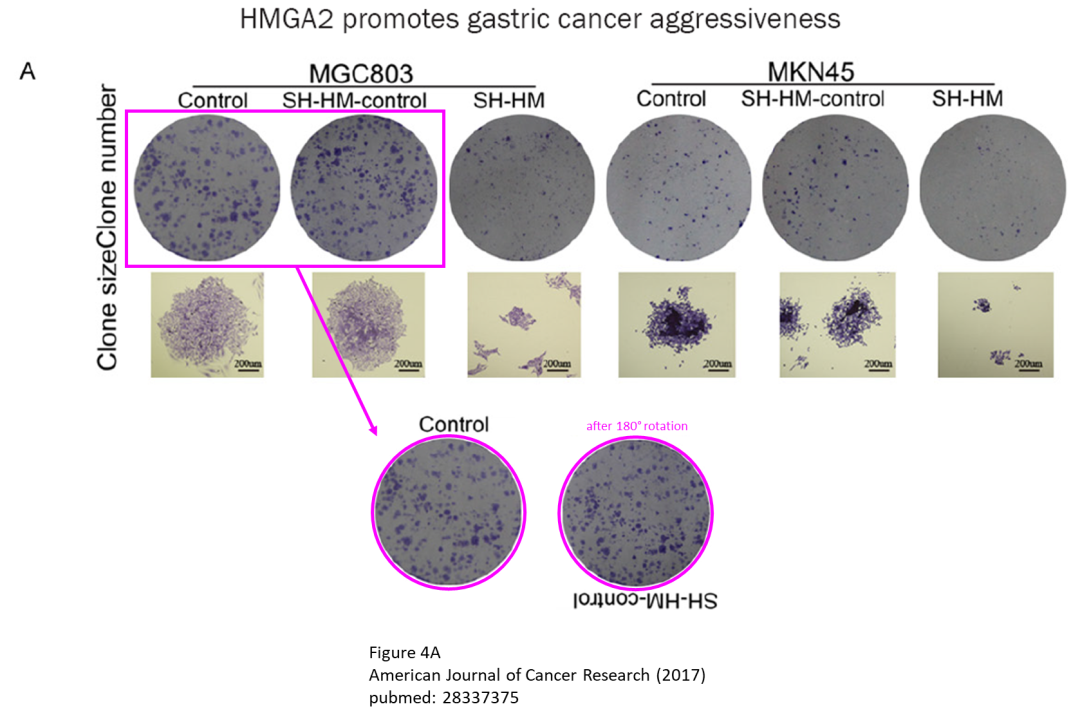 HMGA2 promotes gastric cancer aggressiveness
A
MGC803
MKN45
Control
SH-HM-control
SH-HM
Control
SH-HM-control
SH-HM
Clone number
Clone size
200um
200um
200um
200um
200um
200um
Control
after 180° rotation
SH-HM-control
Figure 4A
American Journal of Cancer Research (2017)
pubmed: 28337375